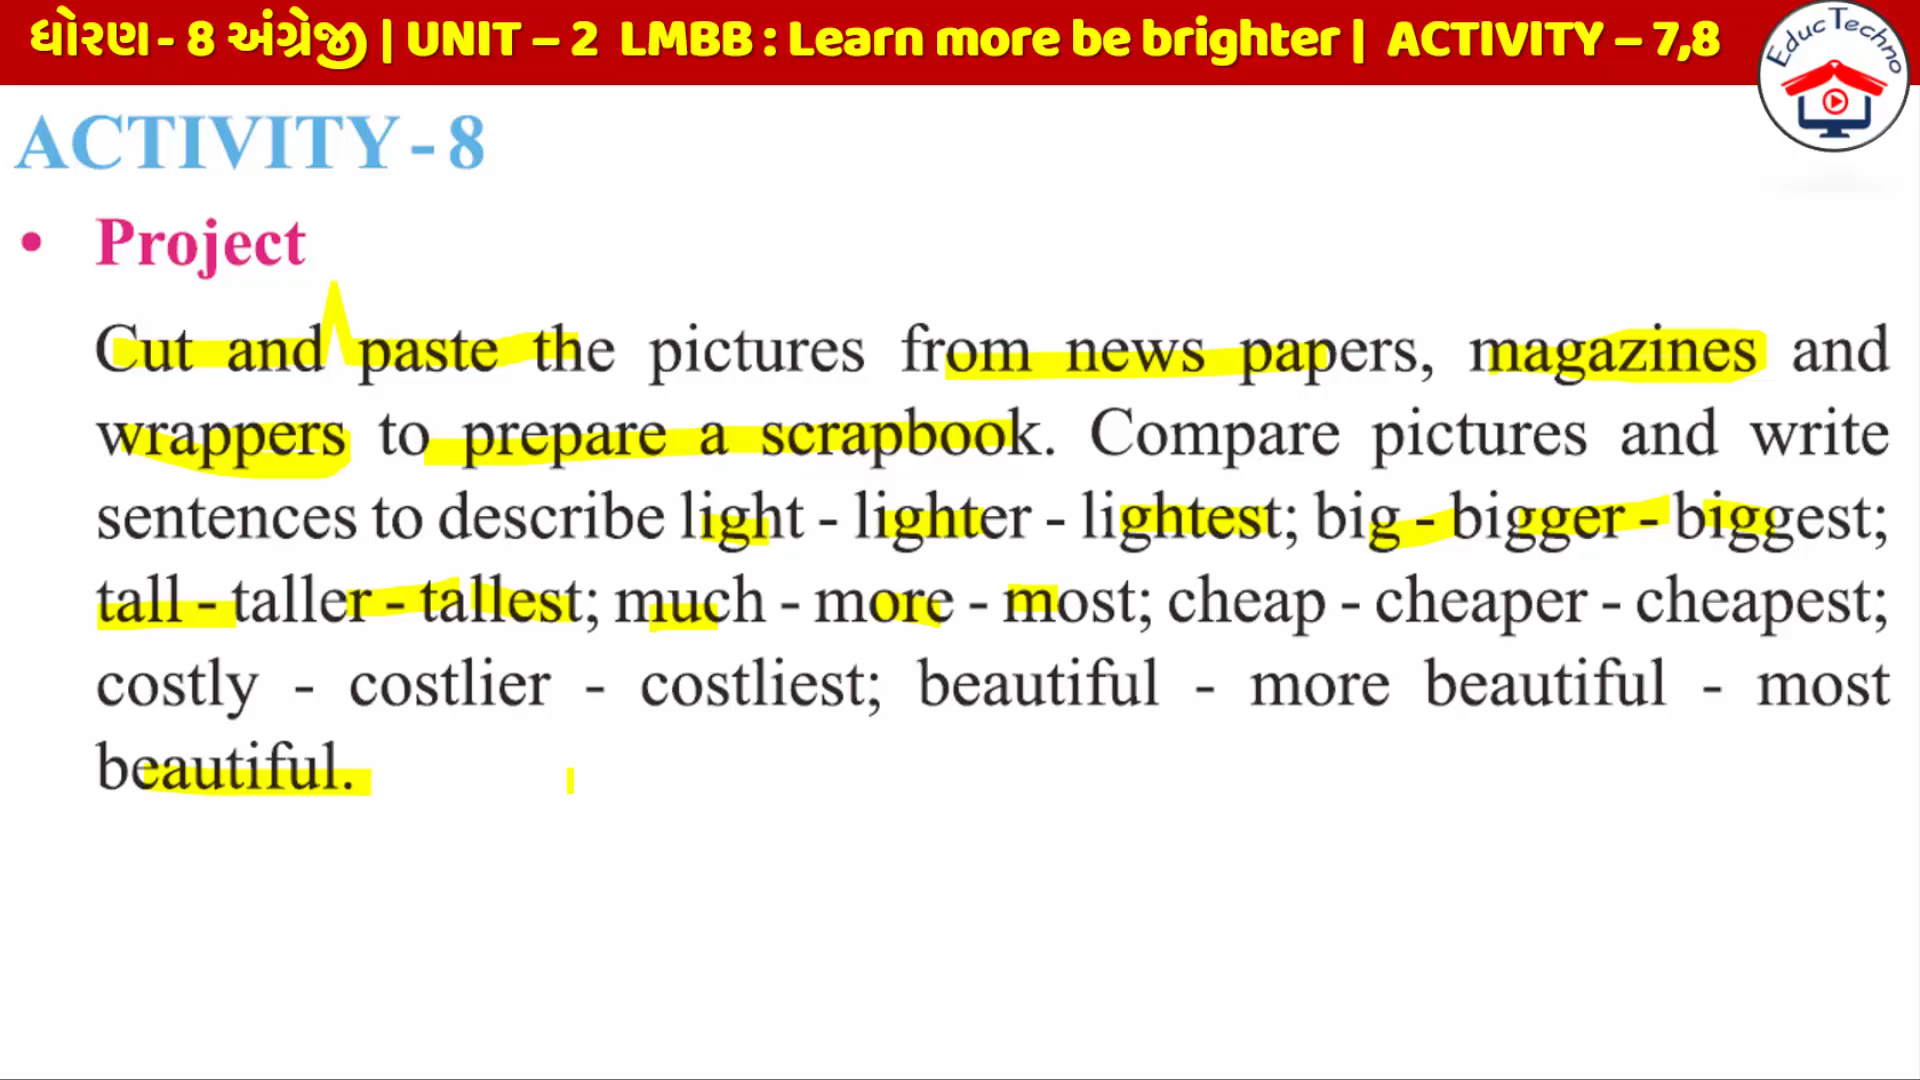 ધોરણ - 8 અંગ્રેજી | UNIT – 2 LMBB : Learn more be brighter | ACTIVITY – 7,8
Educ Techno
ACTIVITY - 8
• Project
Cut and paste the pictures from news papers, magazines and
wrappers to prepare a scrapbook. Compare pictures and write
sentences to describe light - lighter - lightest; big - bigger - biggest;
tall - taller - tallest; much - more - most; cheap - cheaper - cheapest;
costly - costlier - costliest; beautiful - more beautiful - most
beautiful.